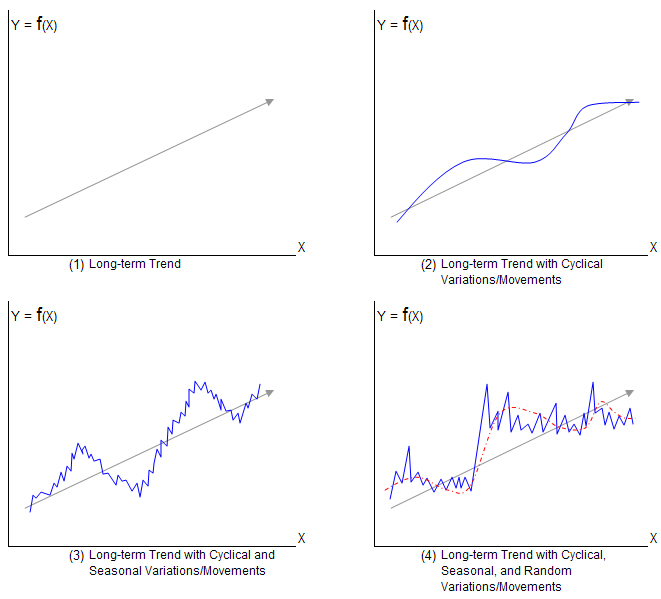 Y = f(X)
X
(1) Long-term Trend
Y = f(X)
X
(2) Long-term Trend with Cyclical
Variations/Movements
Y = f(X)
X
(3) Long-term Trend with Cyclical and
Seasonal Variations/Movements
Y = f(X)
X
(4) Long-term Trend with Cyclical,
Seasonal, and Random
Variations/Movements